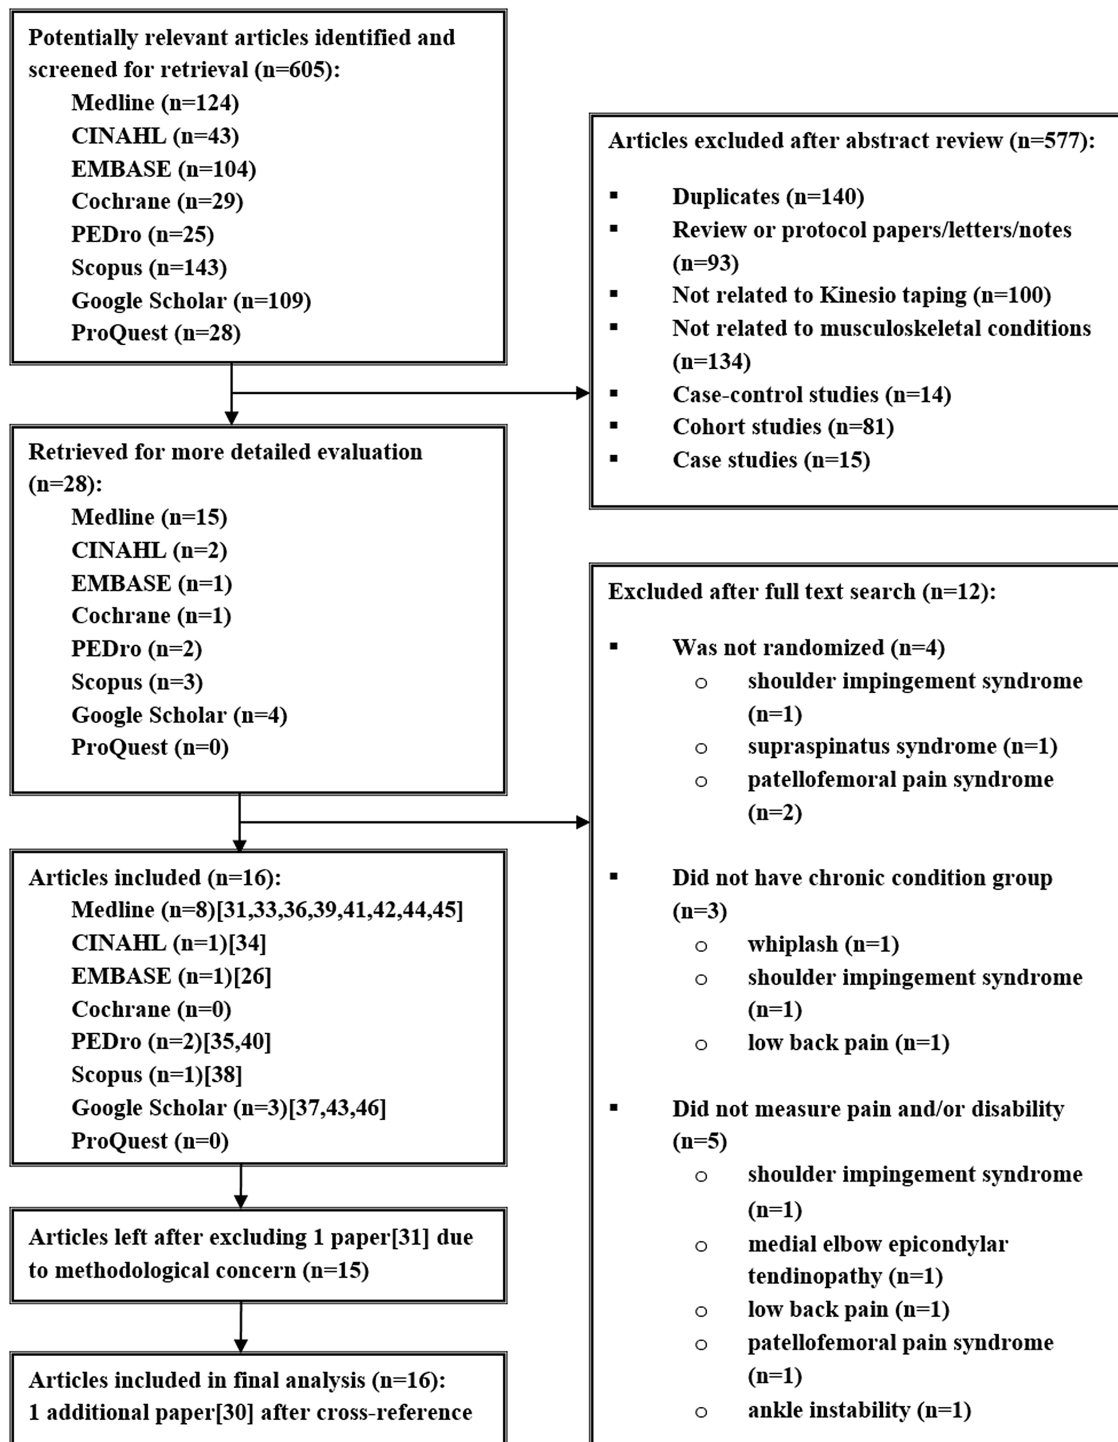 Potentially relevant articles identified and
screened for retrieval (n=605):
Medline (n=124)
CINAHL (n=43)
EMBASE (n=104)
Cochrane (n=29)
PEDro (n=25)
Scopus (n=143)
Google Scholar (n=109)
ProQuest (n=28)
Articles excluded after abstract review (n=577):
▪ Duplicates (n=140)
▪ Review or protocol papers/letters/notes
(n=93)
▪ Not related to Kinesio taping (n=100)
▪ Not related to musculoskeletal conditions
(n=134)
▪ Case-control studies (n=14)
▪ Cohort studies (n=81)
▪ Case studies (n=15)
Retrieved for more detailed evaluation
(n=28):
Medline (n=15)
CINAHL (n=2)
EMBASE (n=1)
Cochrane (n=1)
PEDro (n=2)
Scopus (n=3)
Google Scholar (n=4)
ProQuest (n=0)
Excluded after full text search (n=12):
▪ Was not randomized (n=4)
o shoulder impingement syndrome
(n=1)
o supraspinatus syndrome (n=1)
o patellofemoral pain syndrome
(n=2)
▪ Did not have chronic condition group
(n=3)
o whiplash (n=1)
o shoulder impingement syndrome
(n=1)
o low back pain (n=1)
▪ Did not measure pain and/or disability
(n=5)
o shoulder impingement syndrome
(n=1)
o medial elbow epicondylar
tendinopathy (n=1)
o low back pain (n=1)
o patellofemoral pain syndrome
(n=1)
o ankle instability (n=1)
Articles included (n=16):
Medline (n=8)[31,33,36,39,41,42,44,45]
CINAHL (n=1)[34]
EMBASE (n=1)[26]
Cochrane (n=0)
PEDro (n=2)[35,40]
Scopus (n=1)[38]
Google Scholar (n=3)[37,43,46]
ProQuest (n=0)
Articles left after excluding 1 paper[31] due
to methodological concern (n=15)
Articles included in final analysis (n=16):
1 additional paper[30] after cross-reference